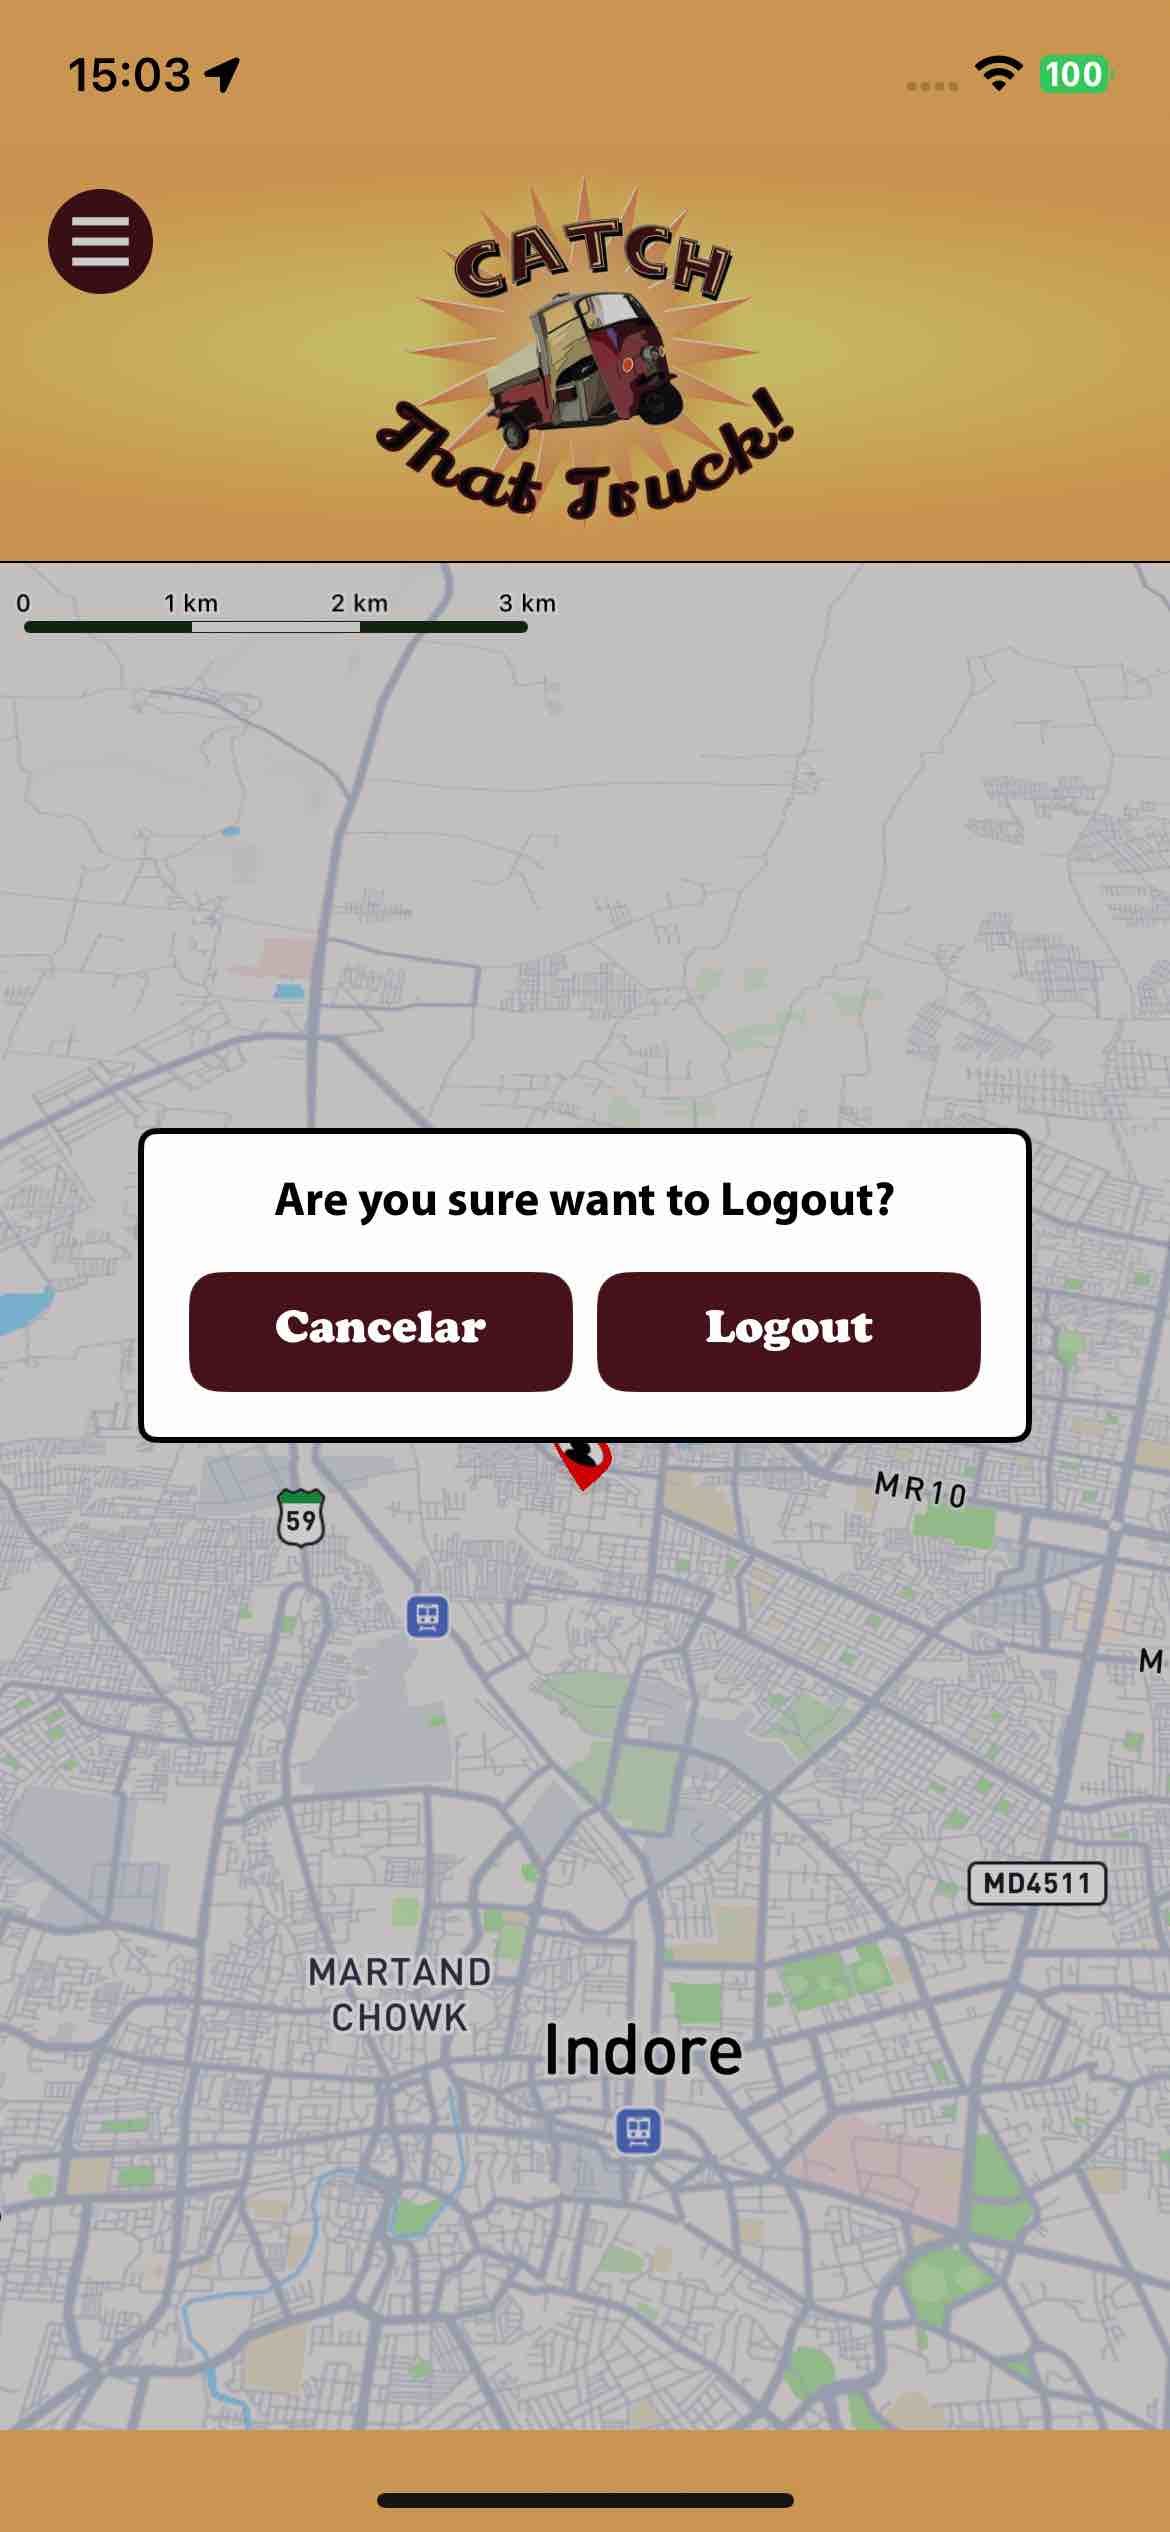 15:03
100
CATCH
That Truck!
0 1 km 2 km 3 km
Are you sure want to Logout?
Cancelar Logout
MR10
59
M
MD4511
MARTAND
CHOWK
Indore